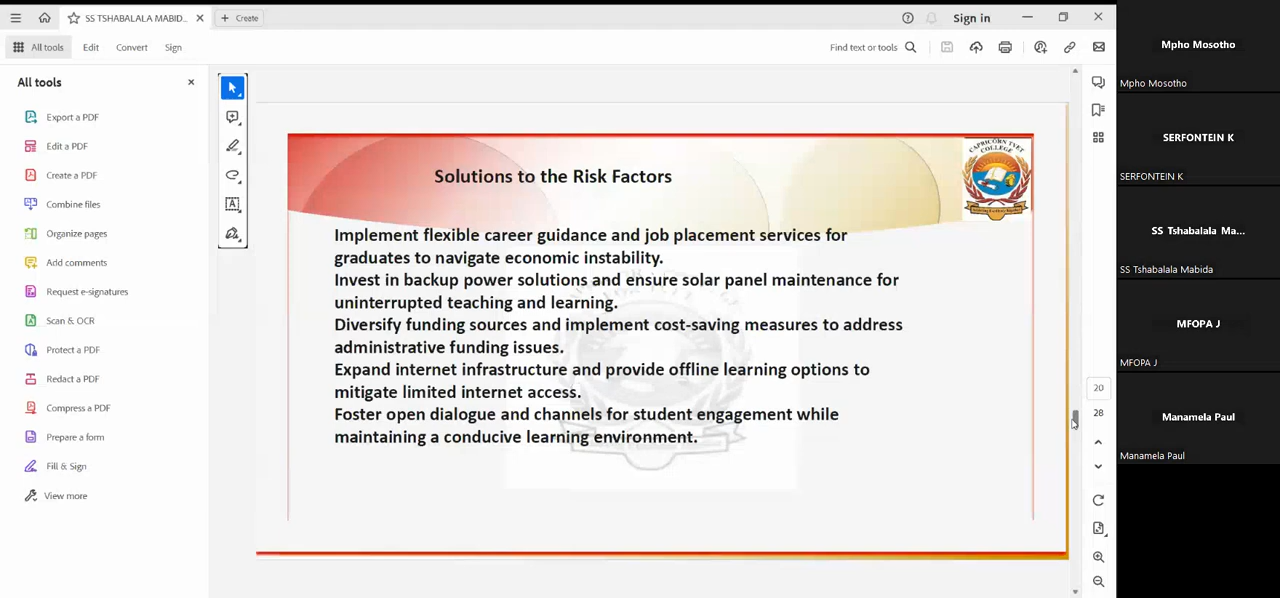 SS TSHABALALA MABID...
Create
Sign in
All tools
Edit
Convert
Sign
Find text or tools
All tools
Export a PDF
Edit a PDF
Create a PDF
Combine files
Organize pages
Add comments
Request e-signatures
Scan & OCR
Protect a PDF
Redact a PDF
Compress a PDF
Prepare a form
Fill & Sign
View more
CAPRICORN TVET
COLLEGE
Solutions to the Risk Factors
Implement flexible career guidance and job placement services for
graduates to navigate economic instability.
Invest in backup power solutions and ensure solar panel maintenance for
uninterrupted teaching and learning.
Diversify funding sources and implement cost-saving measures to address
administrative funding issues.
Expand internet infrastructure and provide offline learning options to
mitigate limited internet access.
Foster open dialogue and channels for student engagement while
maintaining a conducive learning environment.
20
28
Mpho Mosotho
Mpho Mosotho
SERFONTEIN K
SERFONTEIN K
SS Tshabalala Ma...
SS Tshabalala Mabida
MFOPA J
MFOPA J
Manamela Paul
Manamela Paul